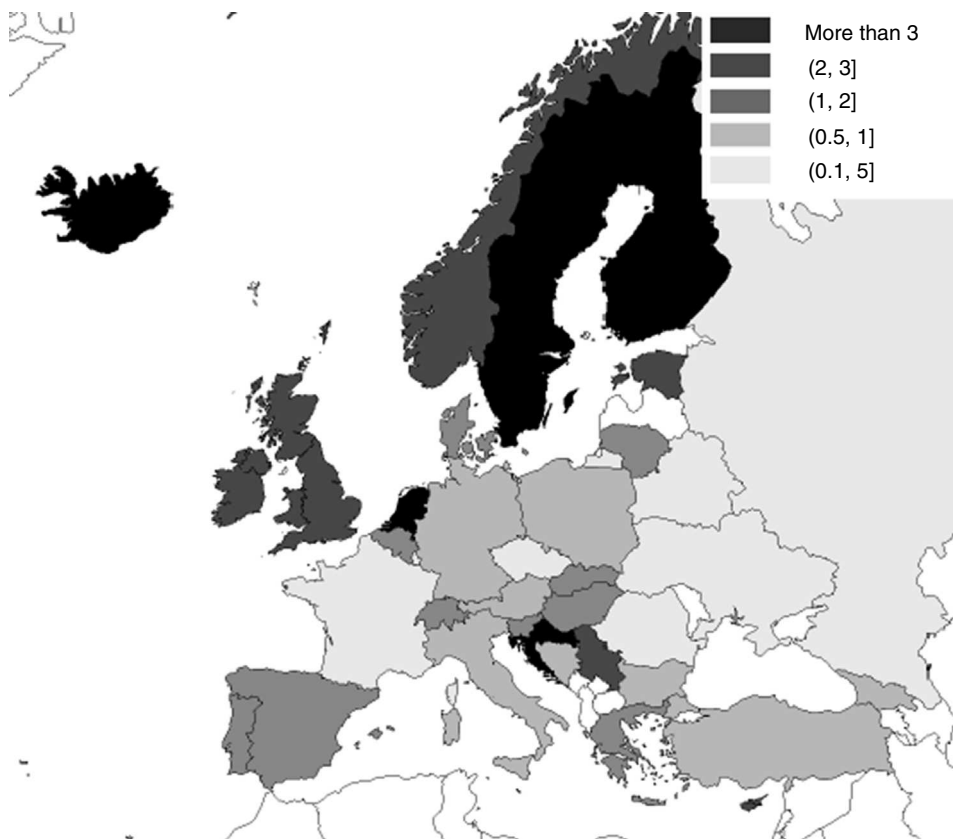 More than 3
(2, 3]
(1, 2]
(0.5, 1]
(0.1, 5]